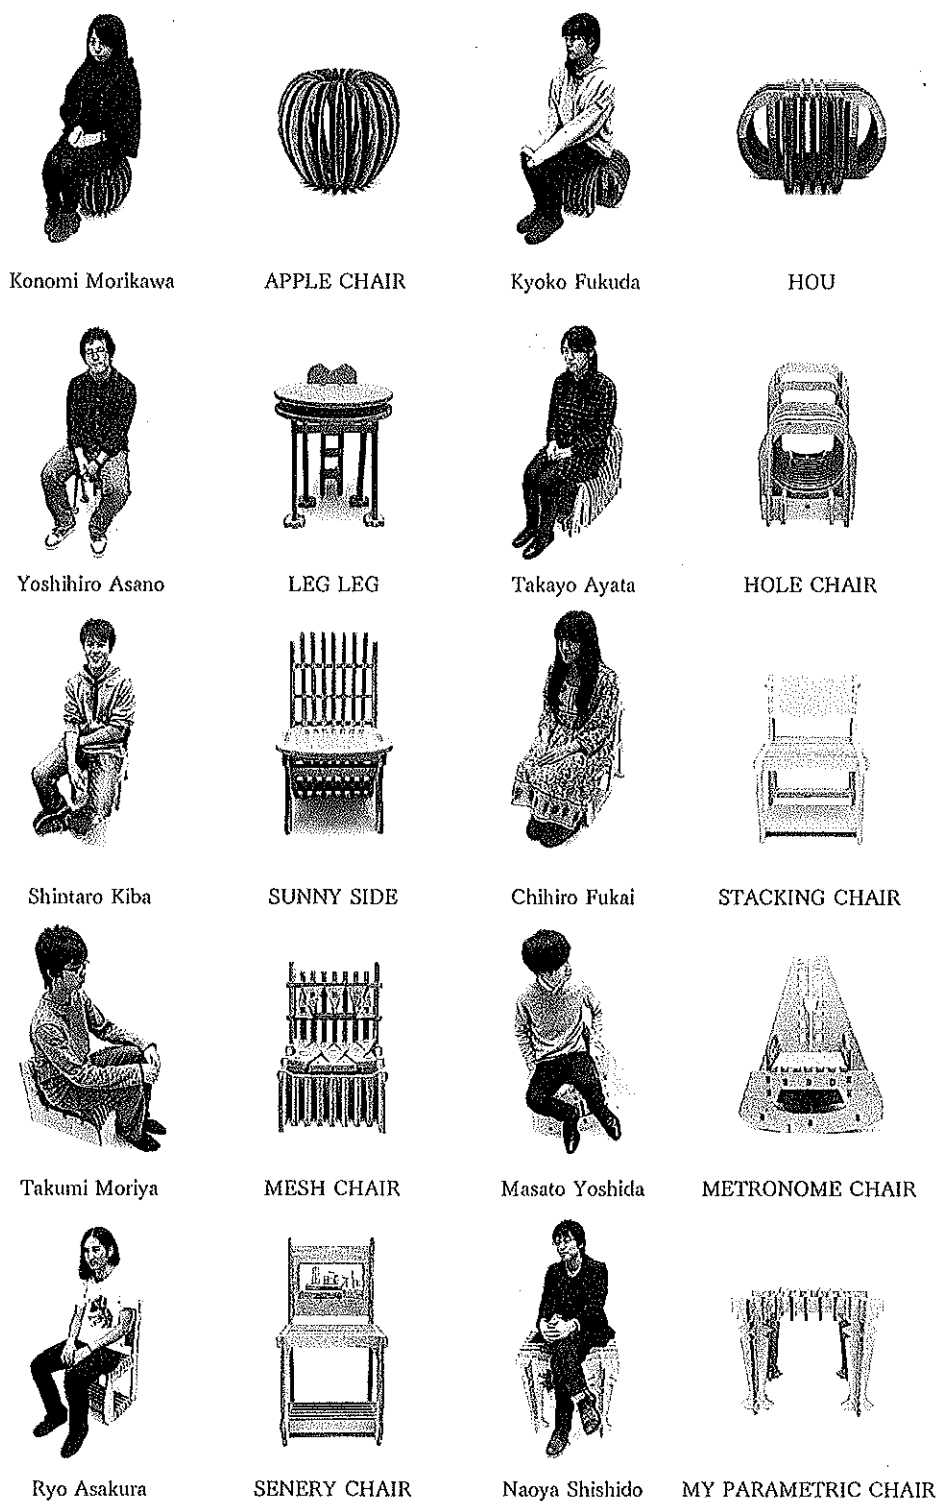 Konomi Morikawa APPLE CHAIR Kyoko Fukuda HOU
Yoshihiro Asano LEG LEG Takayo Ayata HOLE CHAIR
Shintaro Kiba SUNNY SIDE Chihiro Fukai STACKING CHAIR
Takumi Moriya MESH CHAIR Masato Yoshida METRONOME CHAIR
Ryo Asakura SENERY CHAIR Naoya Shishido MY PARAMETRIC CHAIR